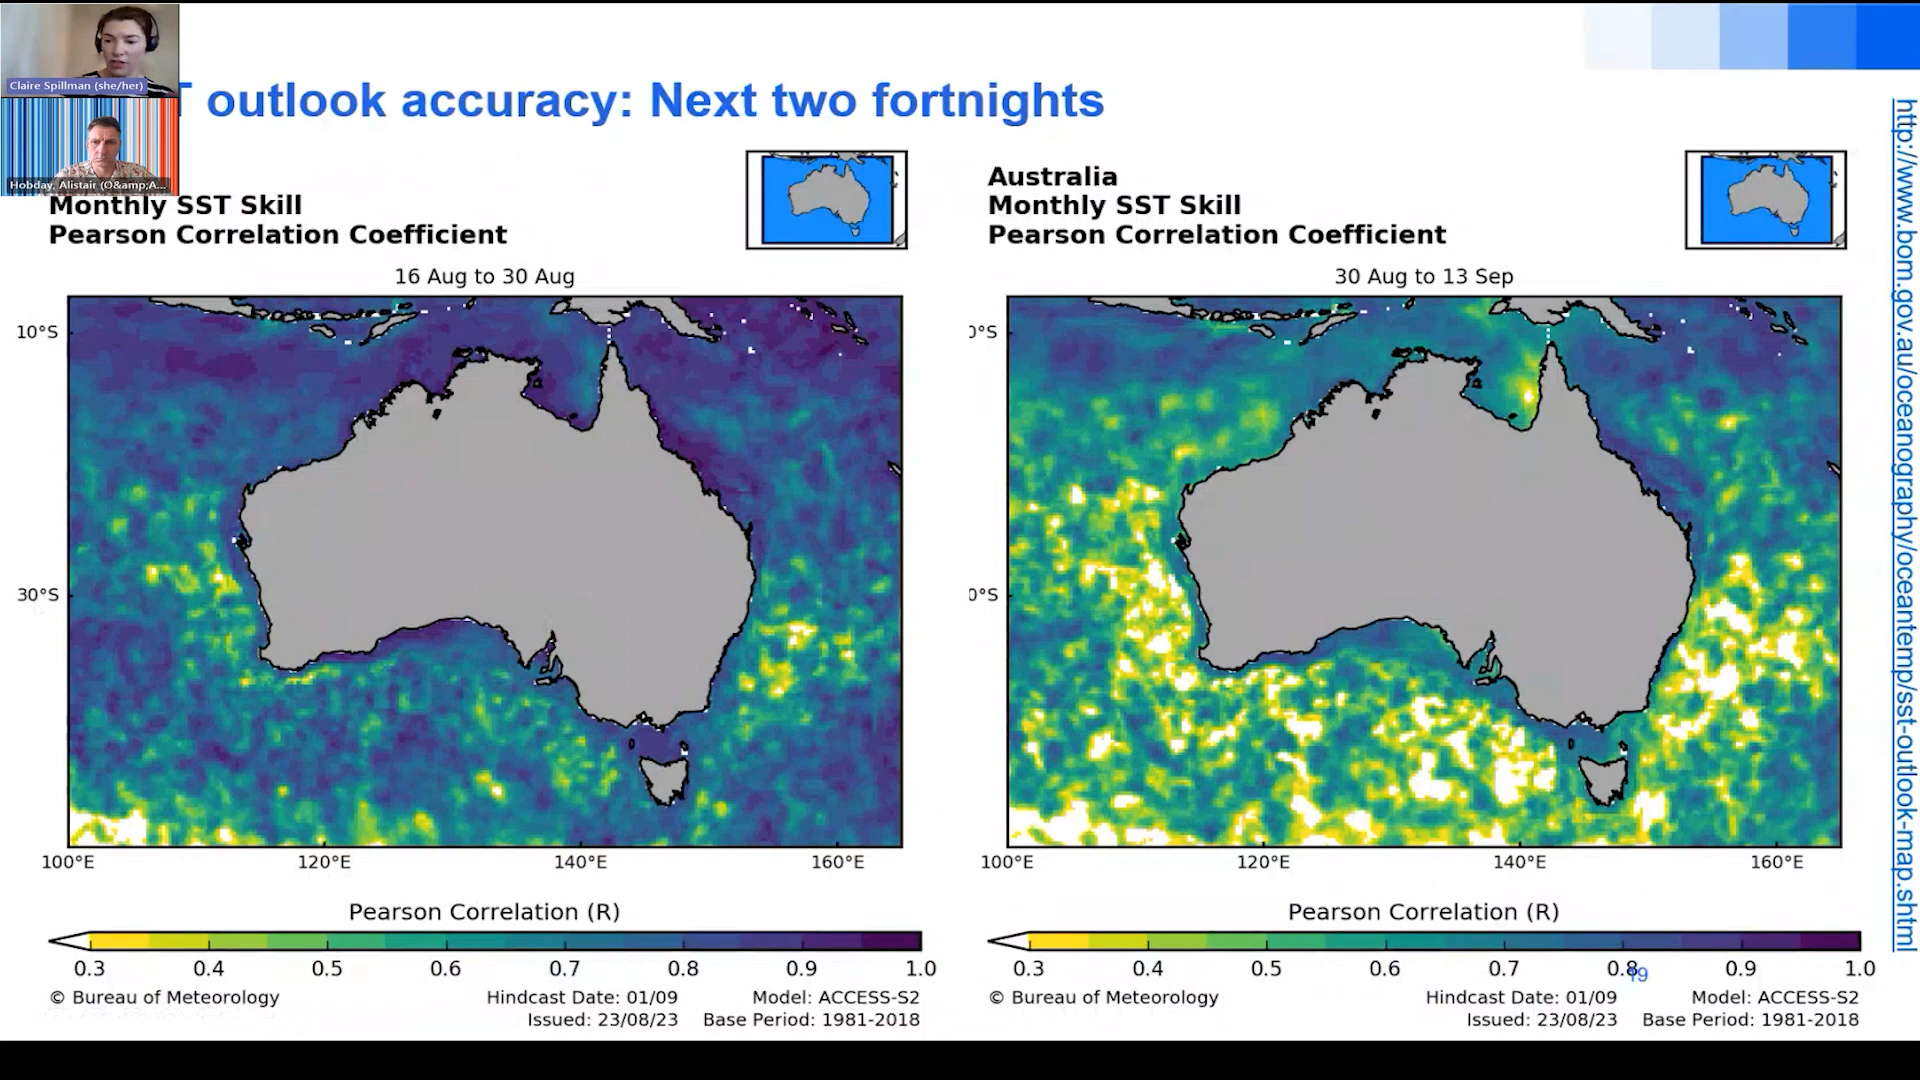 Claire Spillman (she/her)
T outlook accuracy: Next two fortnights
Hobday, Alistair (O&amp;A...
Monthly SST Skill
Pearson Correlation Coefficient
16 Aug to 30 Aug
10°S
30°S
100°E 120°E 140°E 160°E
Pearson Correlation (R)
0.3 0.4 0.5 0.6 0.7 0.8 0.9 1.0
© Bureau of Meteorology Hindcast Date: 01/09 Model: ACCESS-S2
Issued: 23/08/23 Base Period: 1981-2018
Australia
Monthly SST Skill
Pearson Correlation Coefficient
30 Aug to 13 Sep
0°S
0°S
100°E 120°E 140°E 160°E
Pearson Correlation (R)
0.3 0.4 0.5 0.6 0.7 0.8 0.9 1.0
19
© Bureau of Meteorology Hindcast Date: 01/09 Model: ACCESS-S2
Issued: 23/08/23 Base Period: 1981-2018
http://www.bom.gov.au/oceanography/oceantemp/sst-outlook-map.shtml